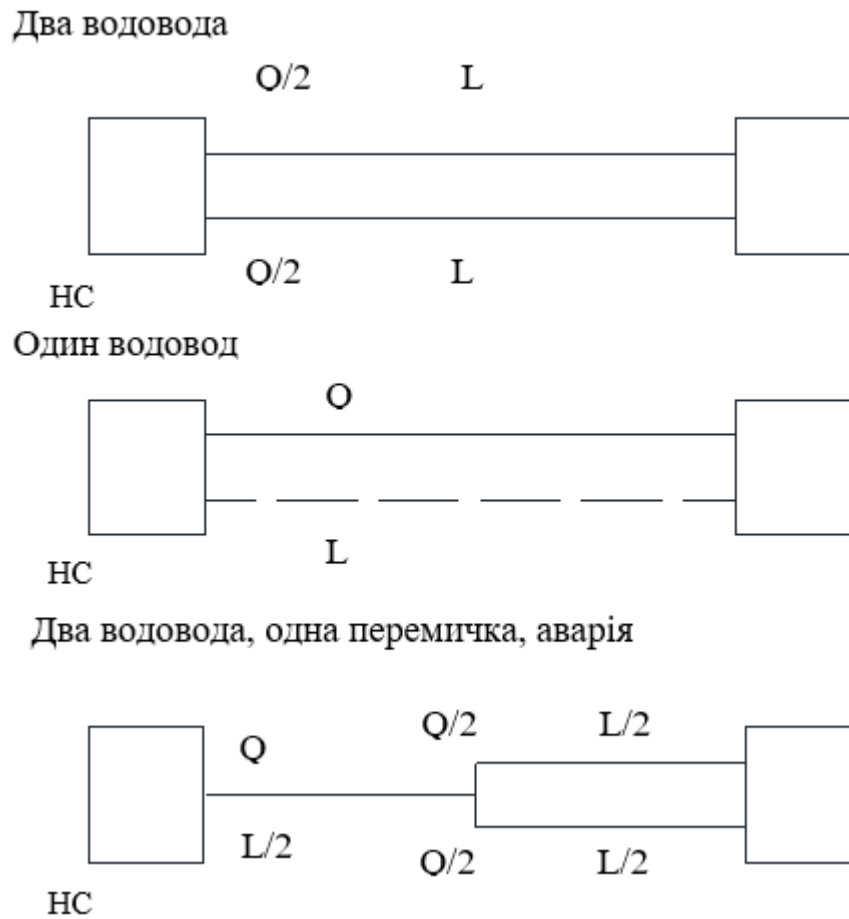 Два водовода
Q/2 L
Q/2 L
НС
Один водовод
Q
L
НС
Два водовода, одна перемичка, аварія
Q Q/2 L/2
L/2 Q/2 L/2
НС